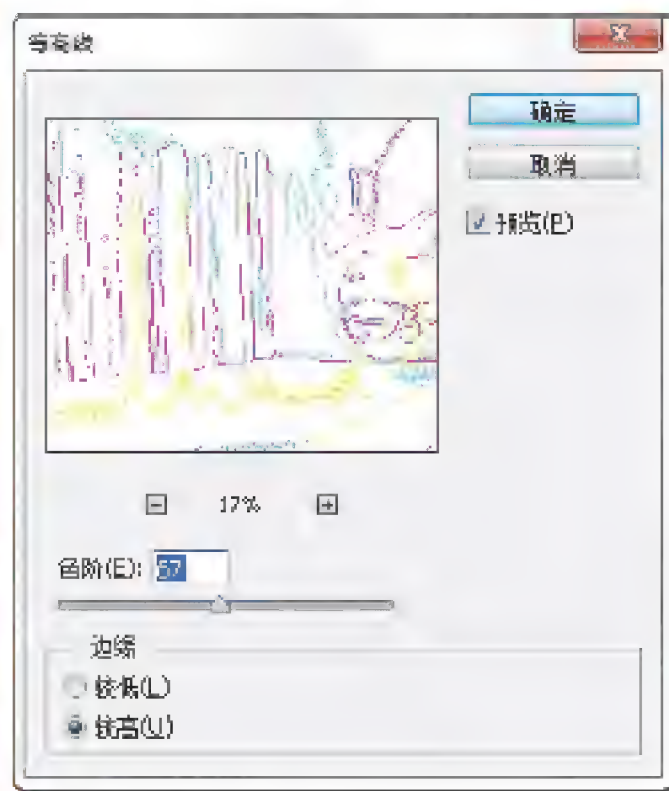 等高线
确定
取消
预览(P)
17%
色阶(E): 57
边缘
较低(L)
较高(U)